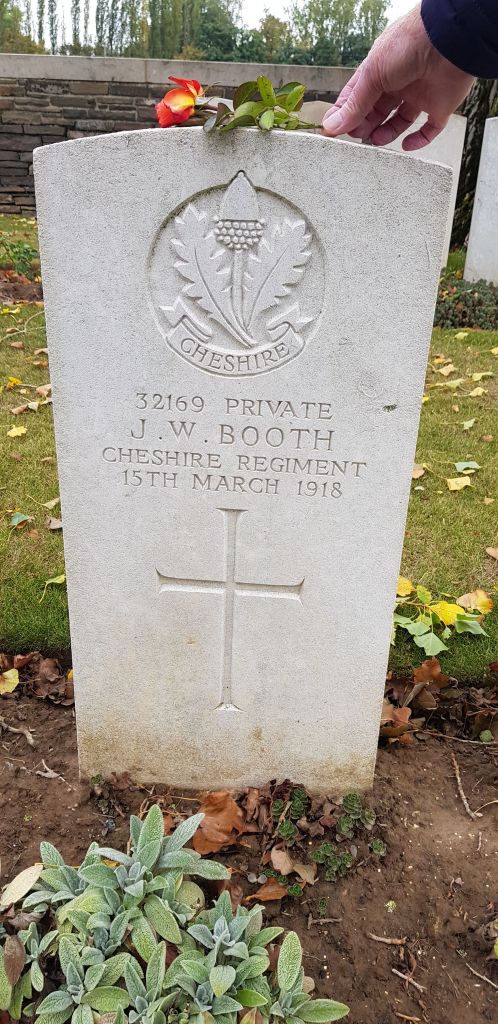 CHESHIRE
32169 PRIVATE
J.W. BOOTH
CHESHIRE REGIMENT
15TH MARCH 1918